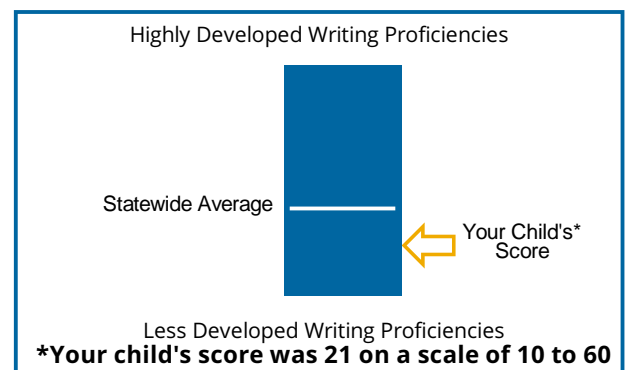 Highly Developed Writing Proficiencies
Statewide Average
Your Child's*
Score
Less Developed Writing Proficiencies
*Your child's score was 21 on a scale of 10 to 60